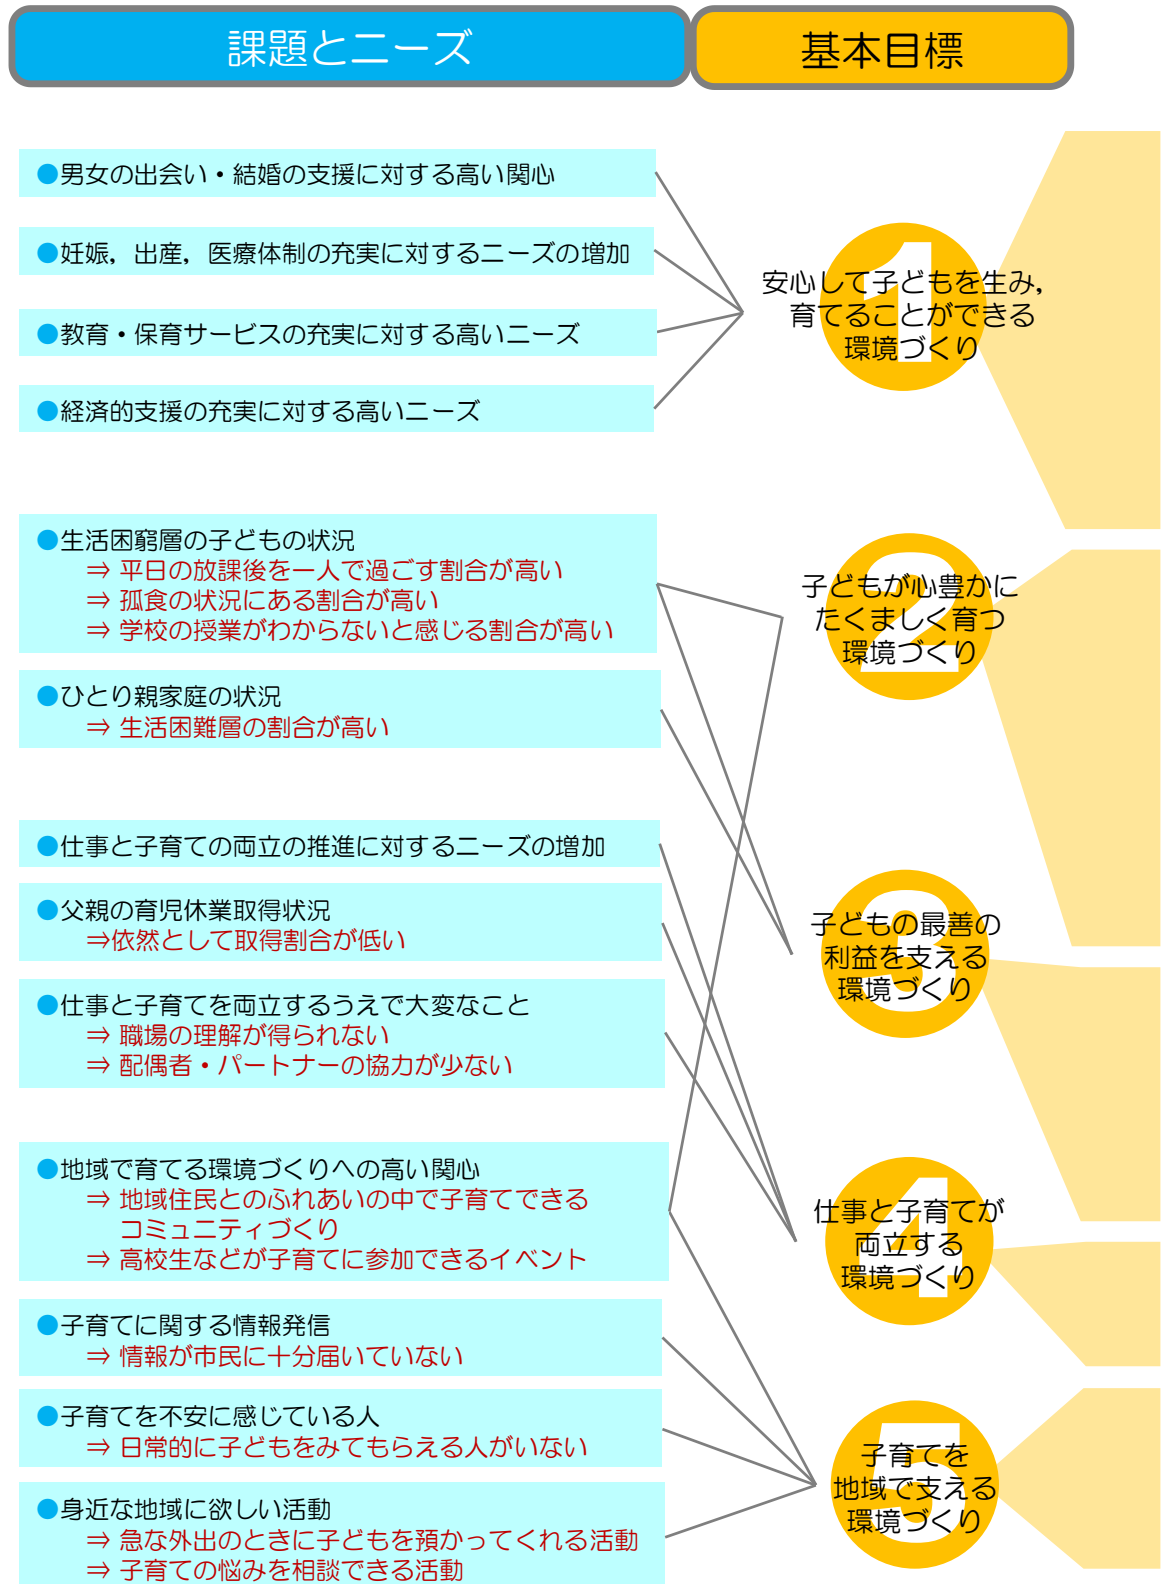 課題とニーズ
基本目標
●男女の出会い・結婚の支援に対する高い関心
●妊娠，出産，医療体制の充実に対するニーズの増加
●教育・保育サービスの充実に対する高いニーズ
●経済的支援の充実に対する高いニーズ
1
安心して子どもを生み，
育てることができる
環境づくり
●生活困窮層の子どもの状況
⇒ 平日の放課後を一人で過ごす割合が高い
⇒ 孤食の状況にある割合が高い
⇒ 学校の授業がわからないと感じる割合が高い
●ひとり親家庭の状況
⇒ 生活困難層の割合が高い
2
子どもが心豊かに
たくましく育つ
環境づくり
●仕事と子育ての両立の推進に対するニーズの増加
●父親の育児休業取得状況
⇒依然として取得割合が低い
●仕事と子育てを両立するうえで大変なこと
⇒ 職場の理解が得られない
⇒ 配偶者・パートナーの協力が少ない
3
子どもの最善の
利益を支える
環境づくり
●地域で育てる環境づくりへの高い関心
⇒ 地域住民とのふれあいの中で子育てできる
コミュニティづくり
⇒ 高校生などが子育てに参加できるイベント
4
仕事と子育てが
両立する
環境づくり
●子育てに関する情報発信
⇒ 情報が市民に十分届いていない
●子育てを不安に感じている人
⇒ 日常的に子どもをみてもらえる人がいない
●身近な地域に欲しい活動
⇒ 急な外出のときに子どもを預かってくれる活動
⇒ 子育ての悩みを相談できる活動
5
子育てを
地域で支える
環境づくり